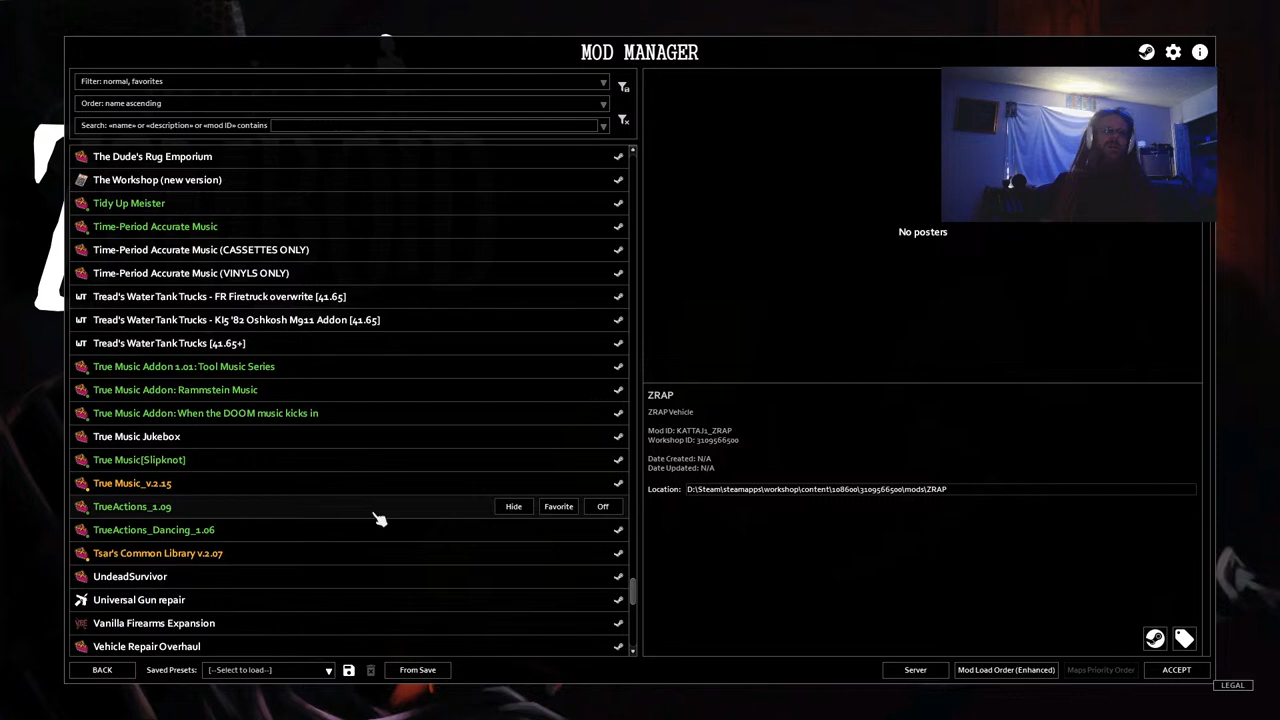 MOD MANAGER
Filter: normal, favorites
Order: name ascending
Search: «name» or «description» or «mod ID» contains
The Dude's Rug Emporium
The Workshop (new version)
Tidy Up Meister
Time-Period Accurate Music
Time-Period Accurate Music (CASSETTES ONLY)
Time-Period Accurate Music (VINYLS ONLY)
Tread's Water Tank Trucks - FR Firetruck overwrite [41.65]
Tread's Water Tank Trucks - KI5 '82 Oshkosh M911 Addon [41.65]
Tread's Water Tank Trucks [41.65+]
True Music Addon 1.01: Tool Music Series
True Music Addon: Rammstein Music
True Music Addon: When the DOOM music kicks in
True Music Jukebox
True Music[Slipknot]
True Music_v.2.15
TrueActions_1.09
Hide
Favorite
Off
TrueActions_Dancing_1.06
Tsar's Common Library v.2.07
UndeadSurvivor
Universal Gun repair
Vanilla Firearms Expansion
Vehicle Repair Overhaul
No posters
ZRAP
ZRAP Vehicle
Mod ID: KATTAJ1_ZRAP
Workshop ID: 3109566500
Date Created: N/A
Date Updated: N/A
Location: D:\Steam\steamapps\workshop\content\108600\3109566500\mods\ZRAP
BACK
Saved Presets:
[--Select to load--]
From Save
Server
Mod Load Order (Enhanced)
Maps Priority Order
ACCEPT
LEGAL